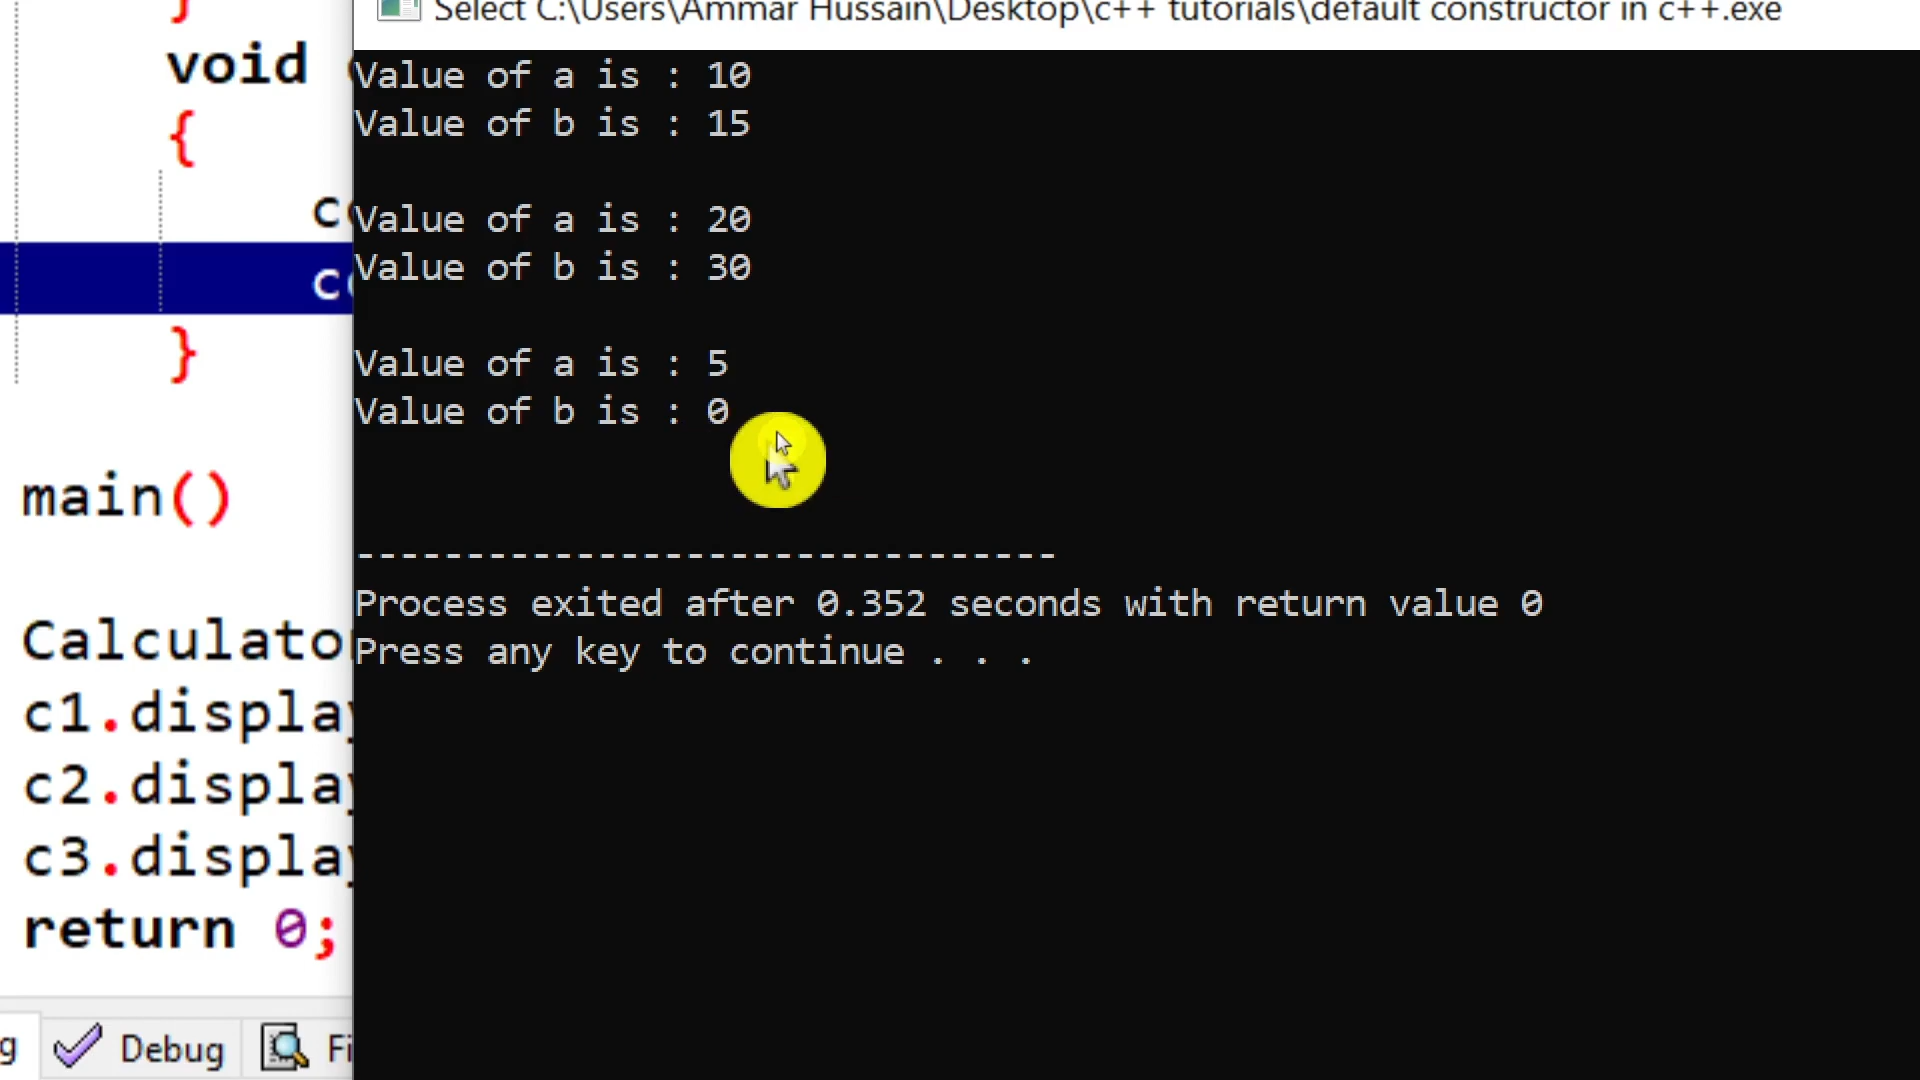 Select C:\Users\Ammar Hussain\Desktop\c++ tutorials\default constructor in c++.exe
}
void
{
}
main()
c1.display
c2.display
c3.display
return 0;
Value of a is : 10
Value of b is : 15
Value of a is : 20
Value of b is : 30
Value of a is : 5
Value of b is : 0
--------------------------------
Process exited after 0.352 seconds with return value 0
Press any key to continue . . .
Debug